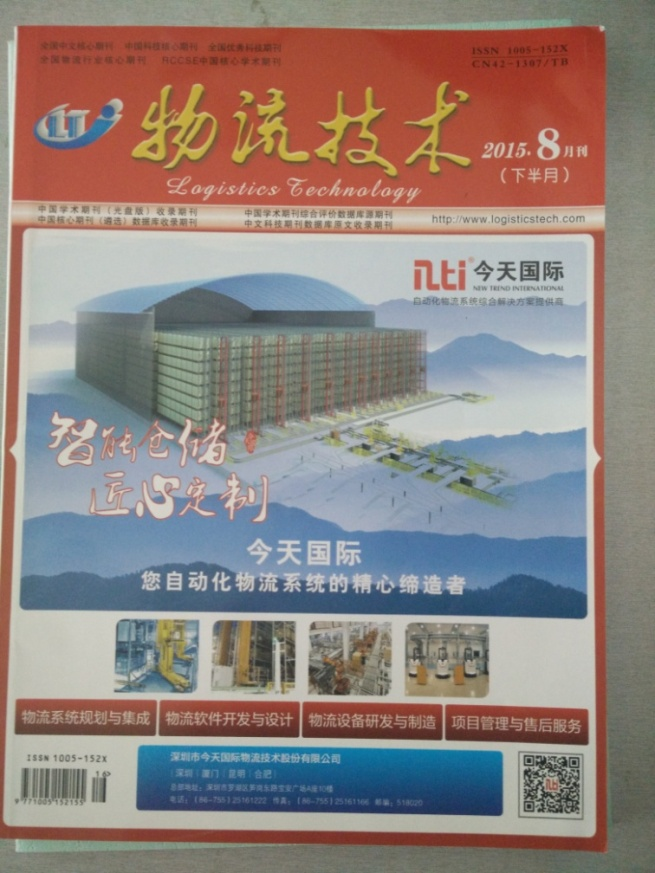 全国中文核心期刊 中国科技核心期刊 全国优秀科技期刊
全国物流行业核心期刊 RCCSE中国核心学术期刊
ISSN 1005-152X
CN42-1307/TB
LTj
物流技术
2015.8月刊
(下半月)
Logistics Technology
中国学术期刊(光盘版)收录期刊 中国学术期刊综合评价数据库源期刊
中国核心期刊(遴选)数据库收录期刊 中文科技期刊数据库原文收录期刊
http://www.logisticstech.com
nti® 今天国际
NEW TREND INTERNATIONAL
自动化物流系统综合解决方案提供商
智能仓储
匠心定制
今天国际
您自动化物流系统的精心缔造者
物流系统规划与集成 物流软件开发与设计 物流设备研发与制造 项目管理与售后服务
ISSN 1005-152X
16>
9 771005 152155
深圳市今天国际物流技术股份有限公司
(深圳|厦门|昆明|合肥)
总部地址:深圳市罗湖区笋岗东路宝安广场A座10楼
电话:(86-755)25161222 传真:(86-755)25161166 邮编:518020
nti